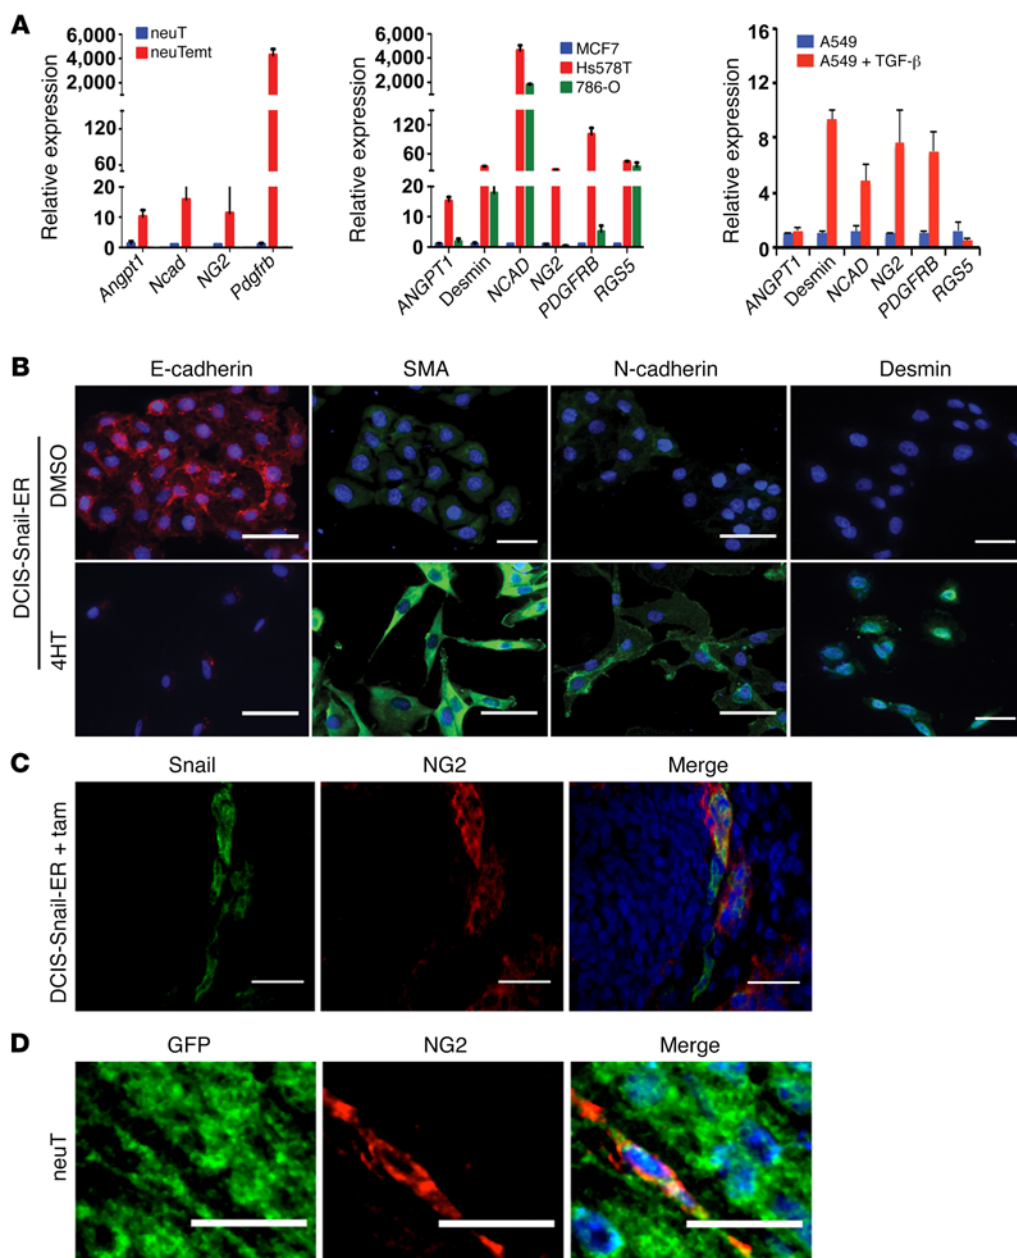 A
Relative expression
6,000
4,000
2,000
120
60
20
10
0
neuT
neuTemt
Angpt1
Ncad
NG2
Pdgfrb
Relative expression
6,000
4,000
2,000
120
60
20
10
0
MCF7
Hs578T
786-O
ANGPT1
Desmin
NCAD
NG2
PDGFRB
RGS5
Relative expression
16
12
8
4
0
A549
A549 + TGF-β
ANGPT1
Desmin
NCAD
NG2
PDGFRB
RGS5
B
E-cadherin
SMA
N-cadherin
Desmin
DCIS-Snail-ER
DMSO
4HT
C
Snail
NG2
Merge
DCIS-Snail-ER + tam
D
GFP
NG2
Merge
neuT